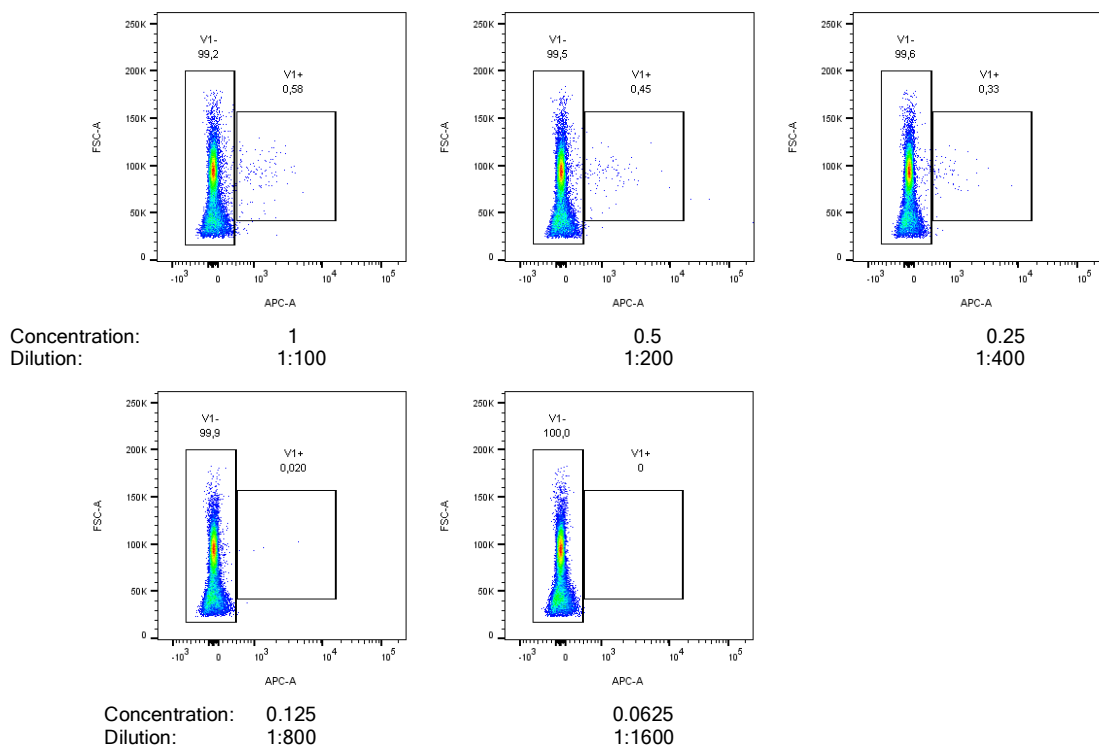 250K
200K
150K
100K
50K
0
FSC-A
V1-
99,2
V1+
0,58
-10³ 0 10³ 10⁴ 10⁵
APC-A
250K
200K
150K
100K
50K
0
FSC-A
V1-
99,5
V1+
0,45
-10³ 0 10³ 10⁴ 10⁵
APC-A
250K
200K
150K
100K
50K
0
FSC-A
V1-
99,6
V1+
0,33
-10³ 0 10³ 10⁴ 10⁵
APC-A
Concentration: 1 0.5 0.25
Dilution: 1:100 1:200 1:400
250K
200K
150K
100K
50K
0
FSC-A
V1-
99,9
V1+
0,020
-10³ 0 10³ 10⁴ 10⁵
APC-A
250K
200K
150K
100K
50K
0
FSC-A
V1-
100,0
V1+
0
-10³ 0 10³ 10⁴ 10⁵
APC-A
Concentration: 0.125 0.0625
Dilution: 1:800 1:1600